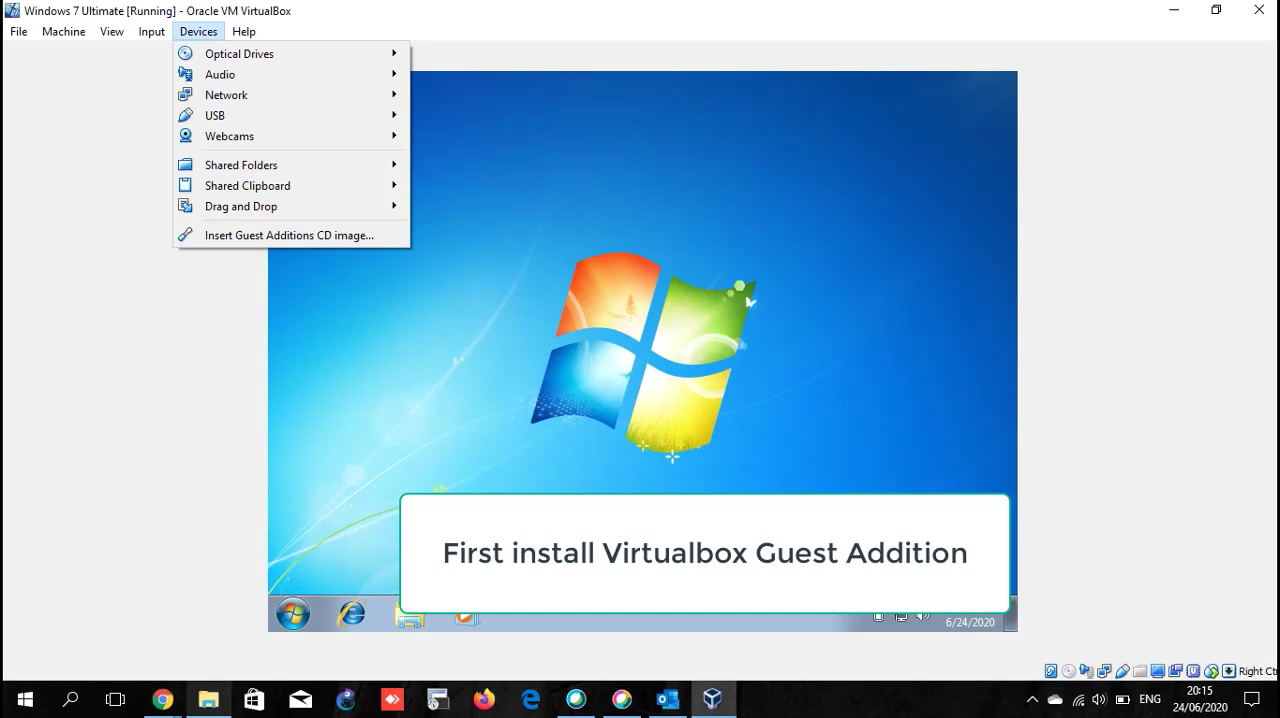 Windows 7 Ultimate [Running] - Oracle VM VirtualBox
File Machine View Input Devices Help
Optical Drives
Audio
Network
USB
Webcams
Shared Folders
Shared Clipboard
Drag and Drop
Insert Guest Additions CD image...
First install Virtualbox Guest Addition
6/24/2020
Right Ct
ENG
20:15
24/06/2020